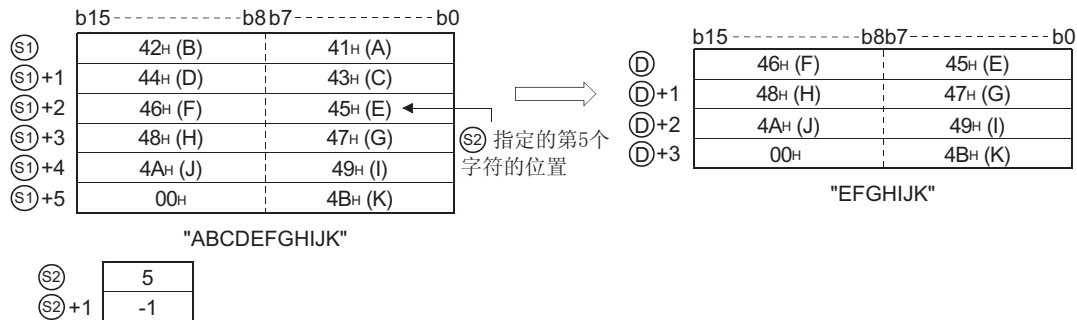 b15 b8 b7 b0
S1 42H (B) 41H (A)
S1+1 44H (D) 43H (C)
S1+2 46H (F) 45H (E)
S1+3 48H (H) 47H (G)
S1+4 4AH (J) 49H (I)
S1+5 00H 4BH (K)
"ABCDEFGHIJK"
S2 指定的第5个
字符的位置
b15 b8b7 b0
D 46H (F) 45H (E)
D+1 48H (H) 47H (G)
D+2 4AH (J) 49H (I)
D+3 00H 4BH (K)
"EFGHIJK"
S2 5
S2+1 -1